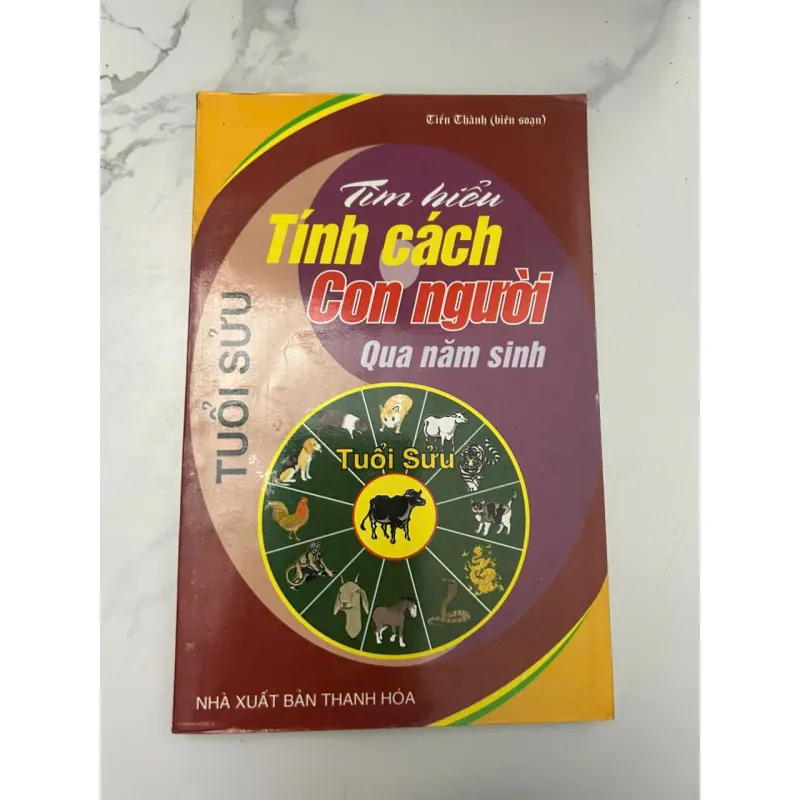 Tiến Thành (biên soạn)
Tìm hiểu
Tính cách
Con người
Qua năm sinh
TUỔI SỬU
Tuổi Sửu
NHÀ XUẤT BẢN THANH HÓA